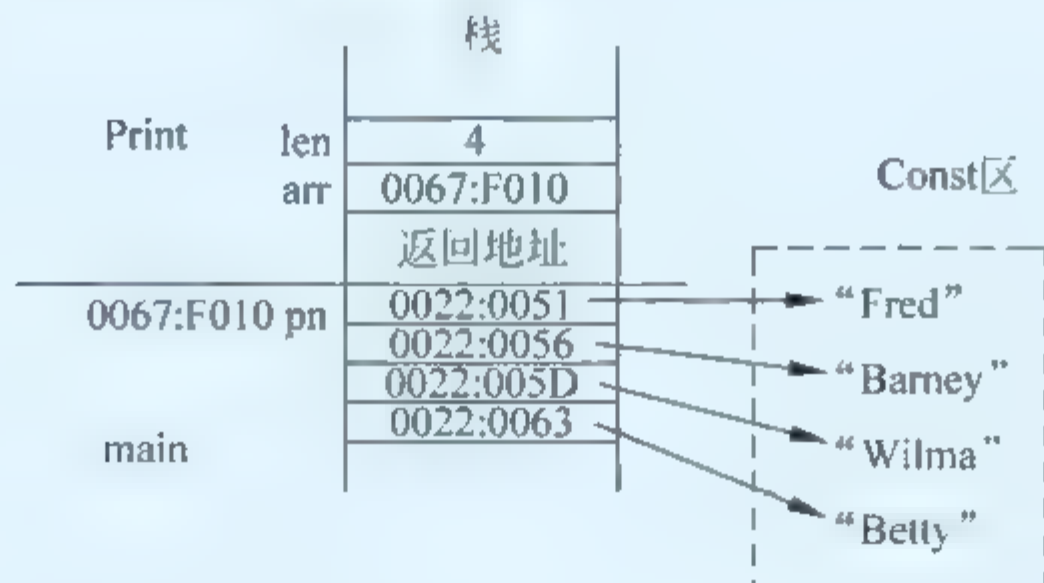 栈
Print
len 4
arr 0067:F010
Const区
返回地址
0067:F010 pn 0022:0051 “Fred”
0022:0056 “Barney”
0022:005D “Wilma”
main 0022:0063 “Betty”